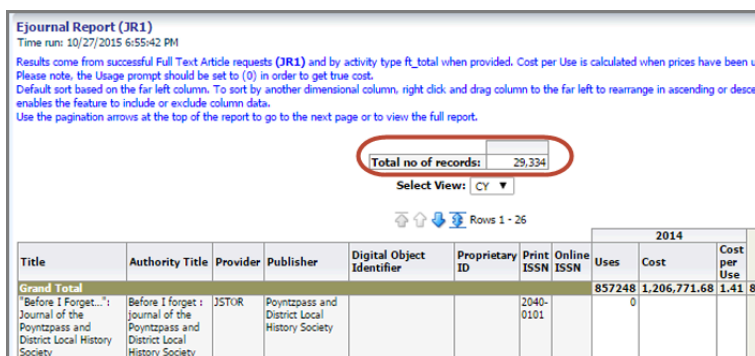 Ejournal Report (JR1)
Time run: 10/27/2015 6:55:42 PM
Results come from successful Full Text Article requests (JR1) and by activity type ft_total when provided. Cost per Use is calculated when prices have been
Please note, the Usage prompt should be set to (0) in order to get true cost.
Default sort based on the far left column. To sort by another dimensional column, right click and drag column to the far left to rearrange in ascending or
enables the feature to include or exclude column data.
Use the pagination arrows at the top of the report to go to the next page or to view the full report.
Total no of records: 29,334
Select View: CY
Rows 1 - 26
2014
Title Authority Title Provider Publisher Digital Object Identifier Proprietary ID Print ISSN Online ISSN Uses Cost Cost per Use
Grand Total 857248 1,206,771.68 1.41 8
"Before I Forget...": Before I forget : JSTOR Poyntzpass and 2040- 0
Journal of the journal of the District Local 0101
Poyntzpass and Poyntzpass and History Society
District Local History District Local
Society History Society